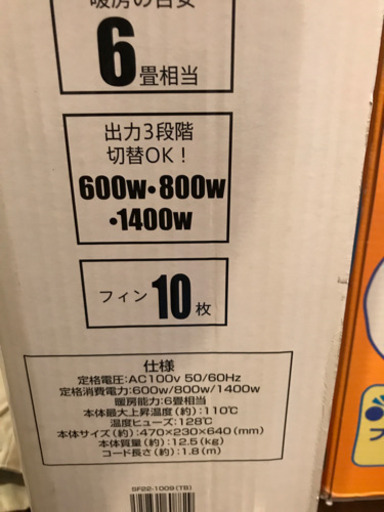 暖房の目安
6畳相当
出力3段階
切替OK！
600w・800w
・1400w
フィン10枚
仕様
定格電圧:AC100v 50/60Hz
定格消費電力:600w/800w/1400w
暖房能力:6畳相当
本体最大上昇温度(約):110℃
温度ヒューズ:128℃
本体サイズ(約):470×230×640(mm)
本体質量(約):12.5(kg)
コード長さ(約):1.8(m)
SF22-1009(TB)
フ